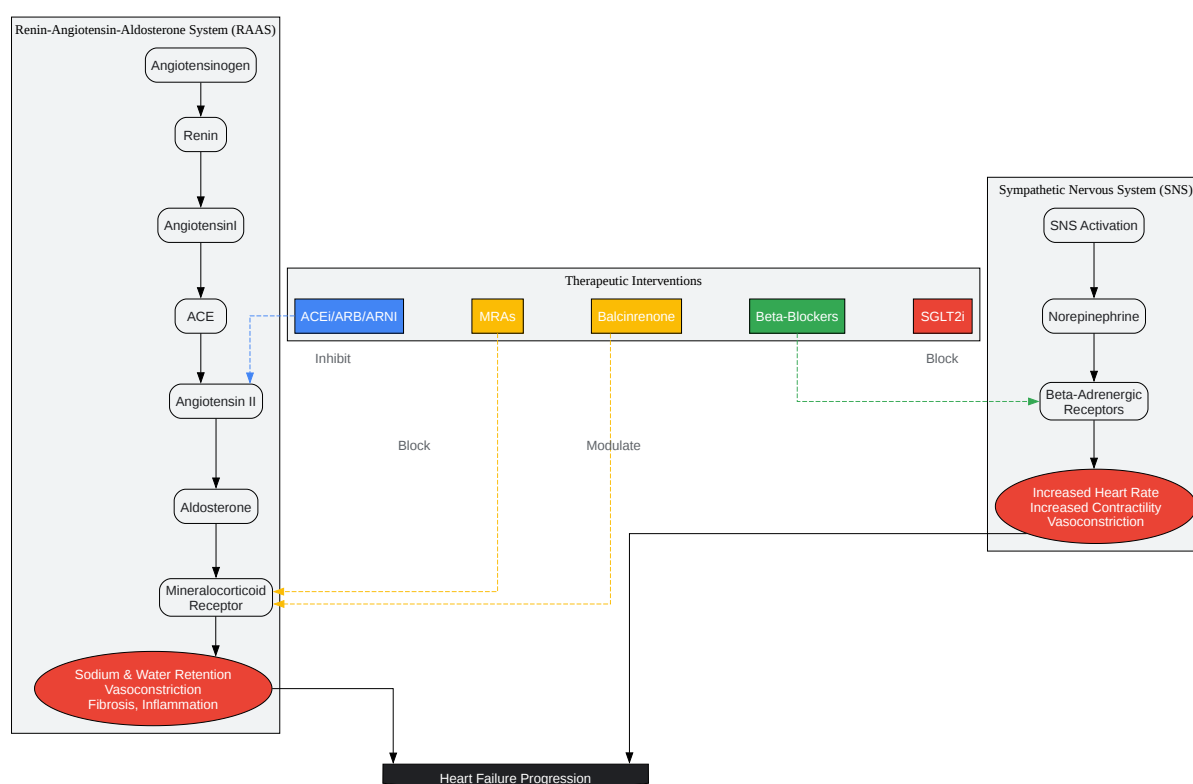 Renin-Angiotensin-Aldosterone System (RAAS)
Angiotensinogen
Renin
AngiotensinI
ACE
Angiotensin II
Aldosterone
Mineralocorticoid
Receptor
Sodium & Water Retention
Vasoconstriction
Fibrosis, Inflammation
Therapeutic Interventions
ACEi/ARB/ARNI
MRAs
Balcinrenone
Beta-Blockers
SGLT2i
Inhibit
Block
Block
Modulate
Sympathetic Nervous System (SNS)
SNS Activation
Norepinephrine
Beta-Adrenergic
Receptors
Increased Heart Rate
Increased Contractility
Vasoconstriction
Heart Failure Progression